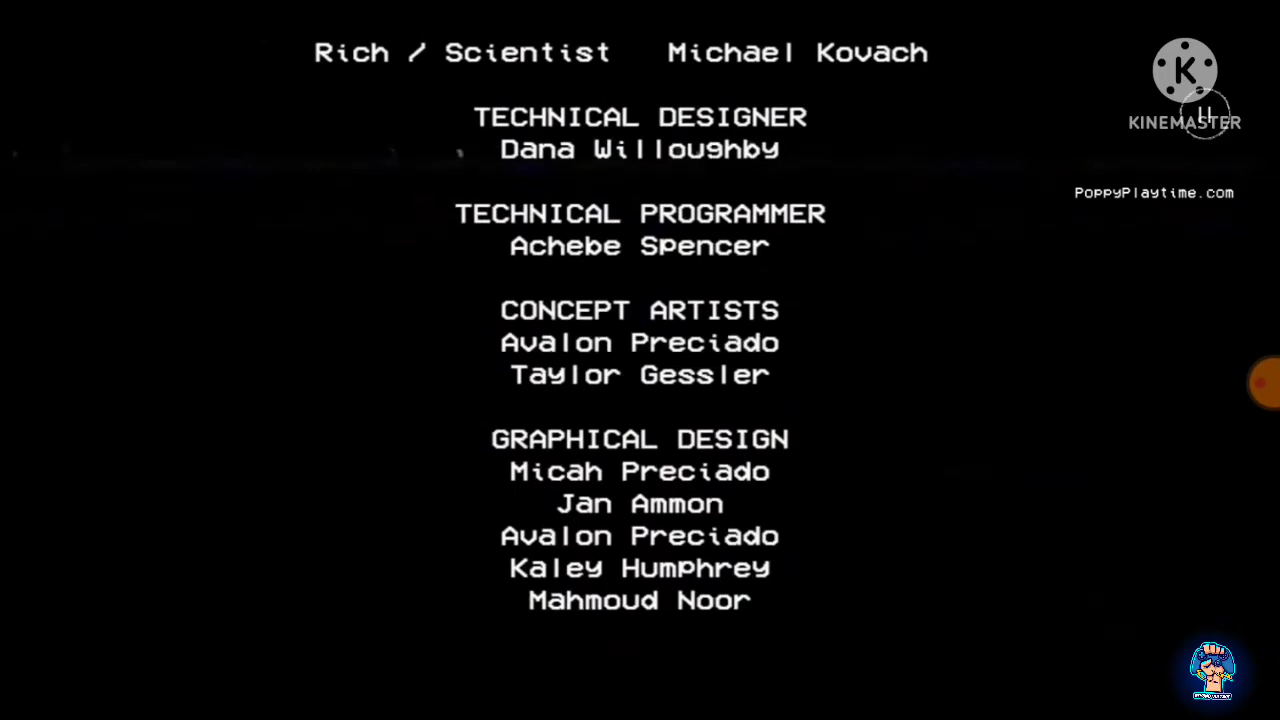 Rich / Scientist Michael Kovach
TECHNICAL DESIGNER
Dana Willoughby
TECHNICAL PROGRAMMER
Achebe Spencer
CONCEPT ARTISTS
Avalon Preciado
Taylor Gessler
GRAPHICAL DESIGN
Micah Preciado
Jan Ammon
Avalon Preciado
Kaley Humphrey
Mahmoud Noor
K
KINEMASTER
PoppyPlaytime.com